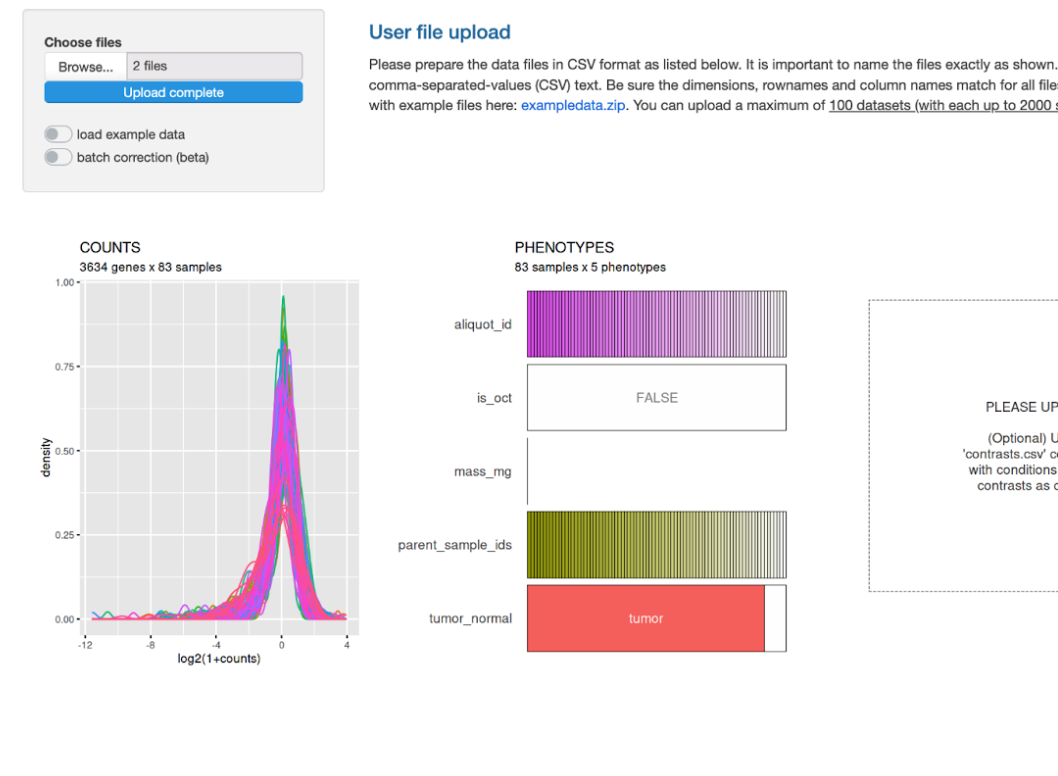 Choose files
Browse... 2 files
Upload complete
load example data
batch correction (beta)
User file upload
Please prepare the data files in CSV format as listed below. It is important to name the files exactly as shown.
comma-separated-values (CSV) text. Be sure the dimensions, rownames and column names match for all files
with example files here: exampledata.zip. You can upload a maximum of 100 datasets (with each up to 2000 s
COUNTS
3634 genes x 83 samples
1.00
0.75
0.50
0.25
0.00
density
-12 -8 -4 0 4
log2(1+counts)
PHENOTYPES
83 samples x 5 phenotypes
aliquot_id
is_oct
FALSE
mass_mg
parent_sample_ids
tumor_normal
tumor
PLEASE UP
(Optional) U
'contrasts.csv' c
with conditions
contrasts as c